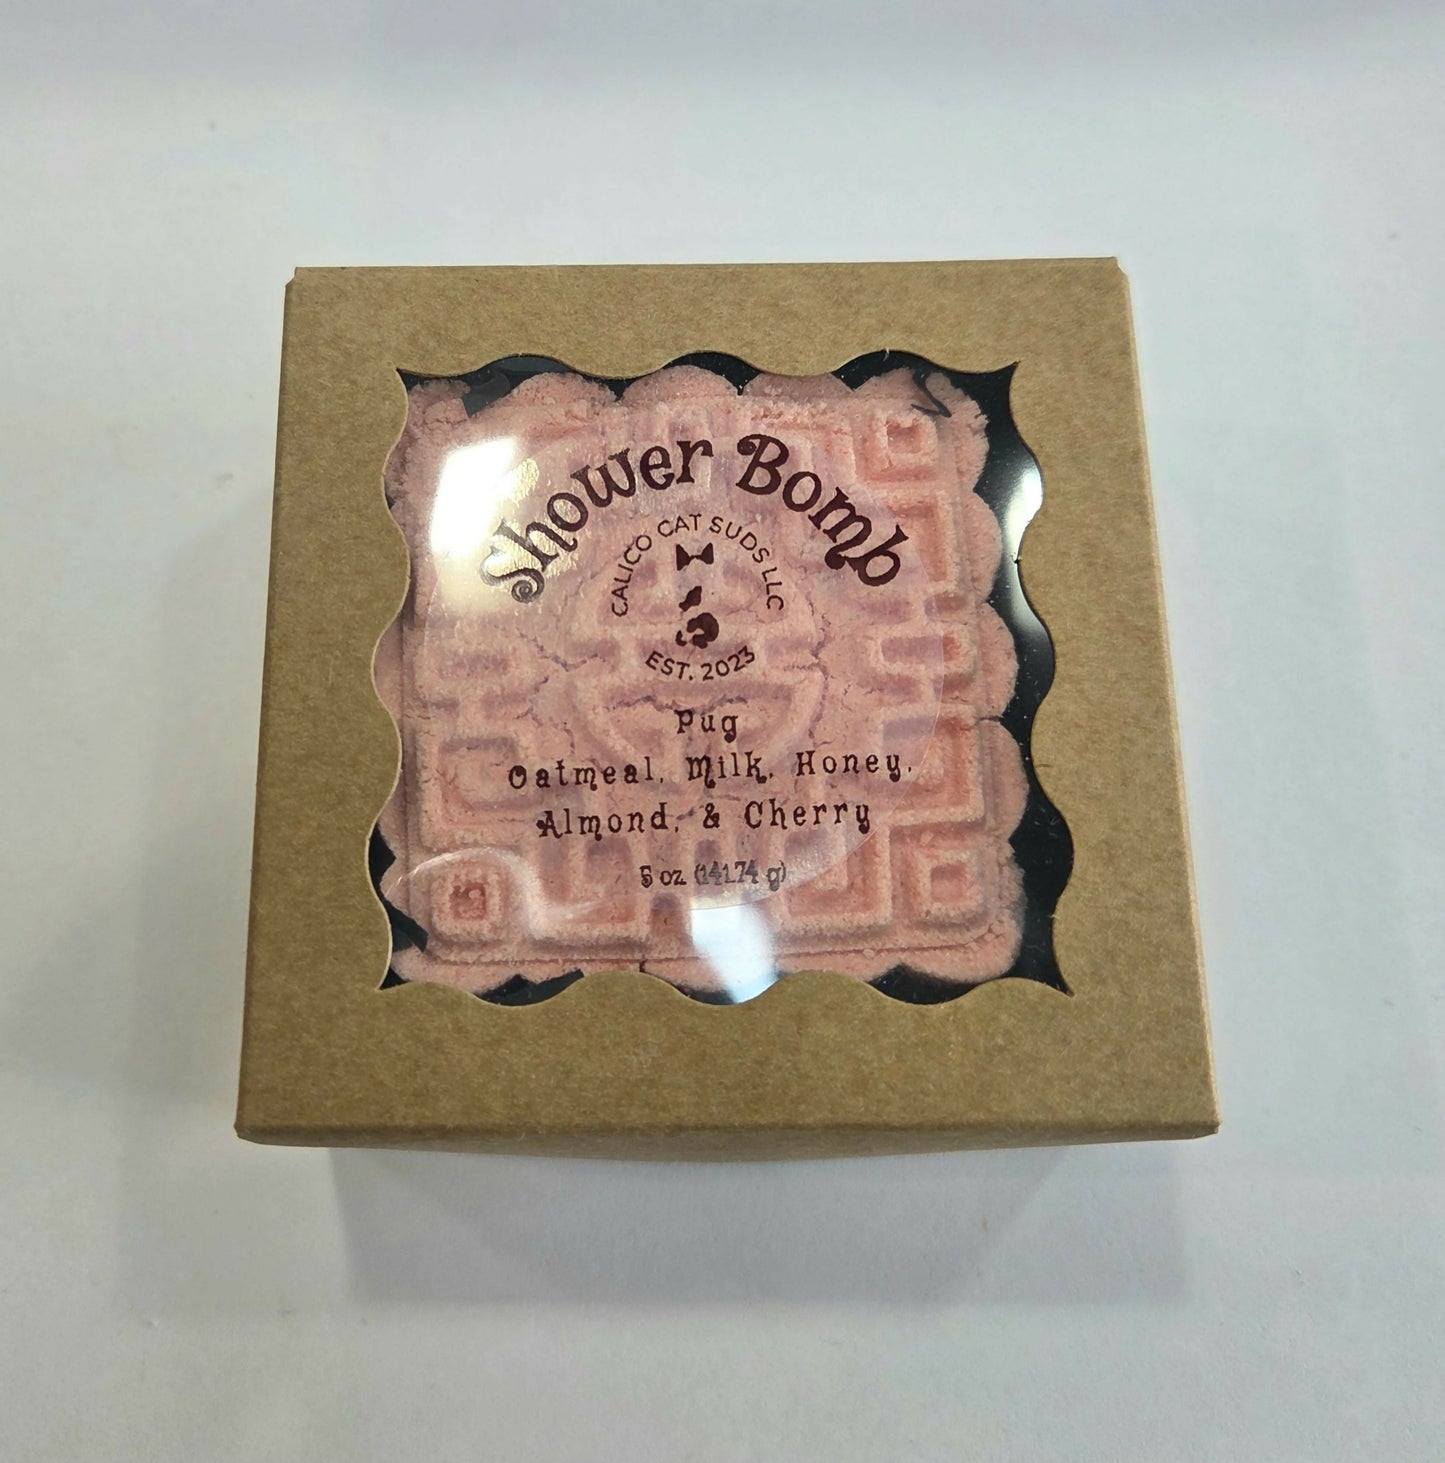 Shower Bomb
CALICO CAT SUDS LLC
EST. 2023
Pug
Oatmeal, Milk, Honey,
Almond, & Cherry
5 oz (141.74 g)